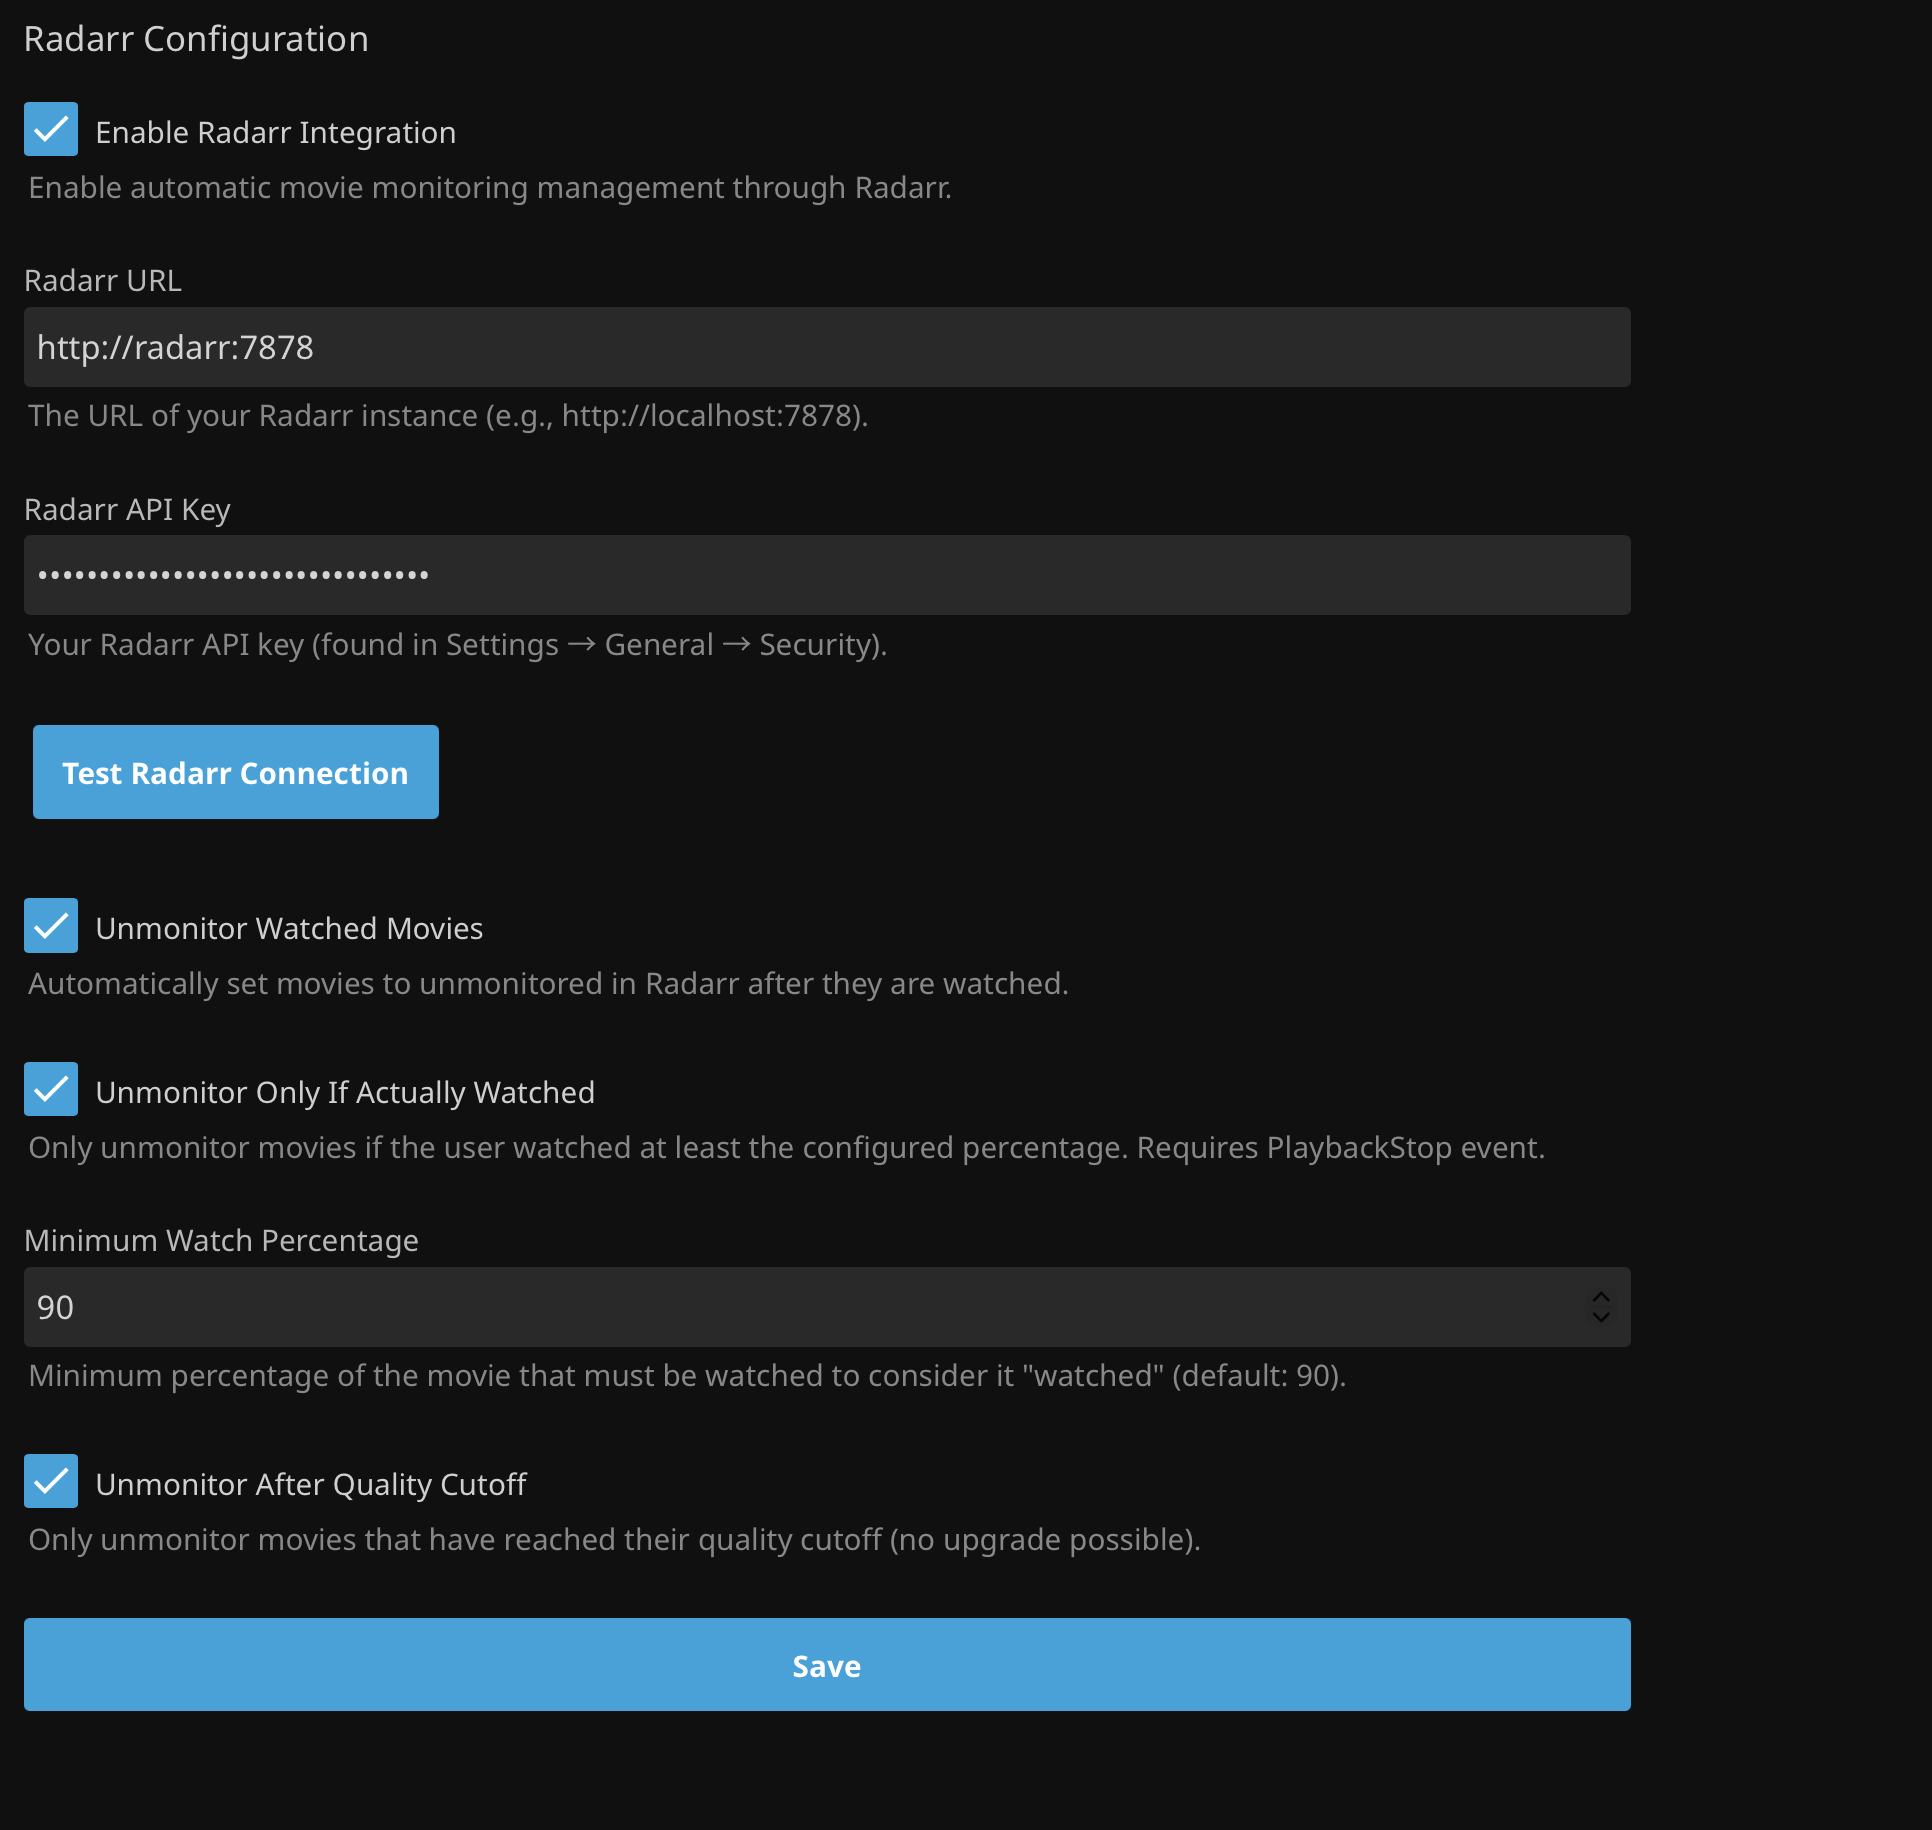 Radarr Configuration
Enable Radarr Integration
Enable automatic movie monitoring management through Radarr.
Radarr URL
http://radarr:7878
The URL of your Radarr instance (e.g., http://localhost:7878).
Radarr API Key
••••••••••••••••••••••••••••••••
Your Radarr API key (found in Settings → General → Security).
Test Radarr Connection
Unmonitor Watched Movies
Automatically set movies to unmonitored in Radarr after they are watched.
Unmonitor Only If Actually Watched
Only unmonitor movies if the user watched at least the configured percentage. Requires PlaybackStop event.
Minimum Watch Percentage
90
Minimum percentage of the movie that must be watched to consider it "watched" (default: 90).
Unmonitor After Quality Cutoff
Only unmonitor movies that have reached their quality cutoff (no upgrade possible).
Save